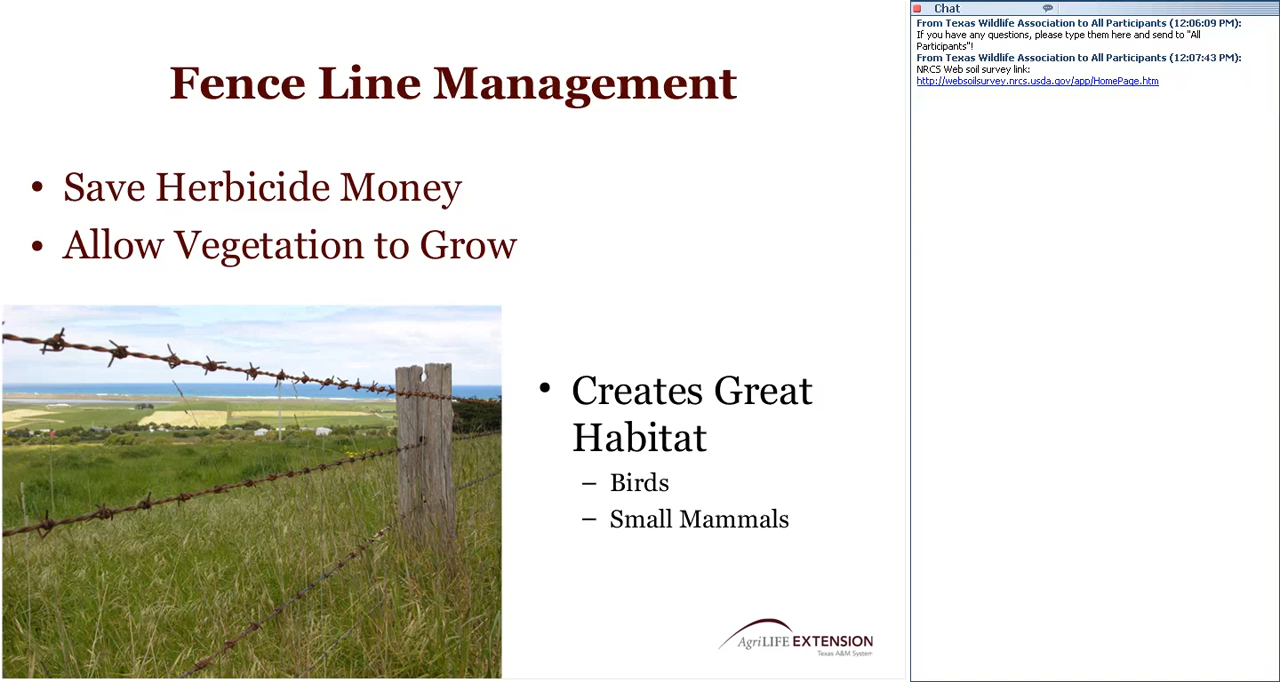 Fence Line Management
• Save Herbicide Money
• Allow Vegetation to Grow
• Creates Great
Habitat
– Birds
– Small Mammals
AgriLIFE EXTENSION
Texas A&M System
Chat
From Texas Wildlife Association to All Participants (12:06:09 PM):
If you have any questions, please type them here and send to "All
Participants"!
From Texas Wildlife Association to All Participants (12:07:43 PM):
NRCS Web soil survey link:
http://websoilsurvey.nrcs.usda.gov/app/HomePage.htm